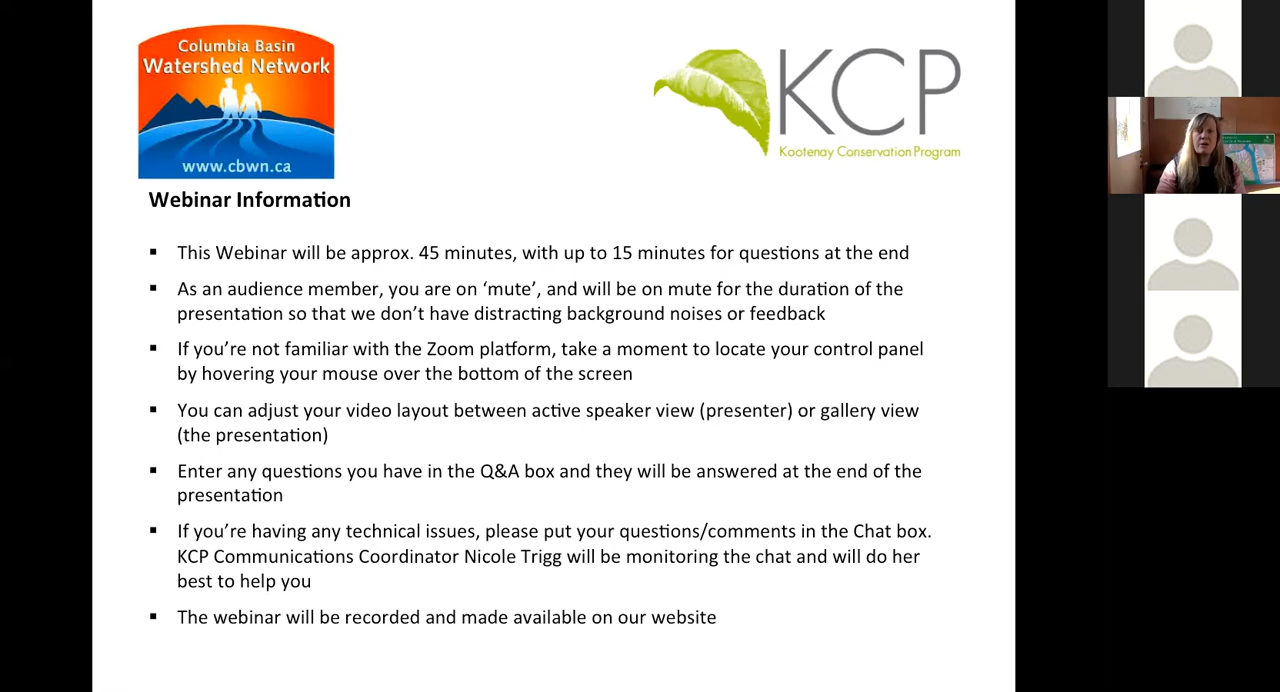 Columbia Basin
Watershed Network
www.cbwn.ca
KCP
Kootenay Conservation Program
Webinar Information
▪ This Webinar will be approx. 45 minutes, with up to 15 minutes for questions at the end
▪ As an audience member, you are on ‘mute’, and will be on mute for the duration of the
presentation so that we don’t have distracting background noises or feedback
▪ If you’re not familiar with the Zoom platform, take a moment to locate your control panel
by hovering your mouse over the bottom of the screen
▪ You can adjust your video layout between active speaker view (presenter) or gallery view
(the presentation)
▪ Enter any questions you have in the Q&A box and they will be answered at the end of the
presentation
▪ If you’re having any technical issues, please put your questions/comments in the Chat box.
KCP Communications Coordinator Nicole Trigg will be monitoring the chat and will do her
best to help you
▪ The webinar will be recorded and made available on our website